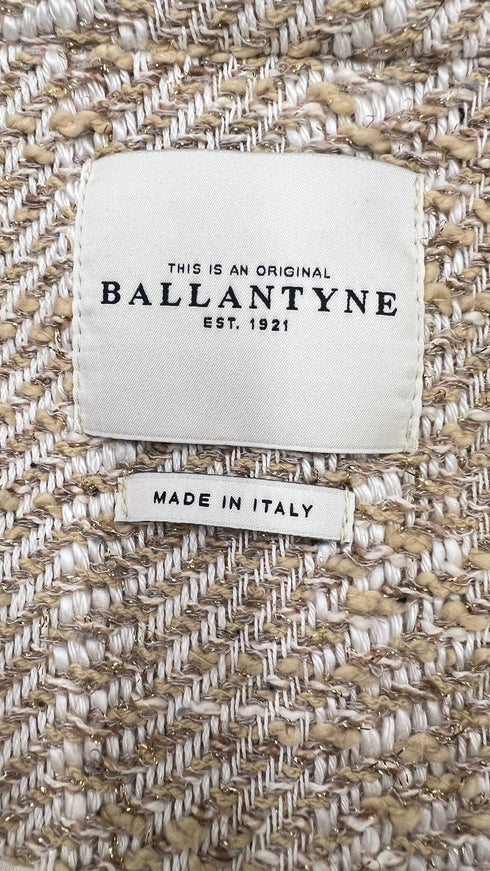 THIS IS AN ORIGINAL
BALLANTYNE
EST. 1921
MADE IN ITALY